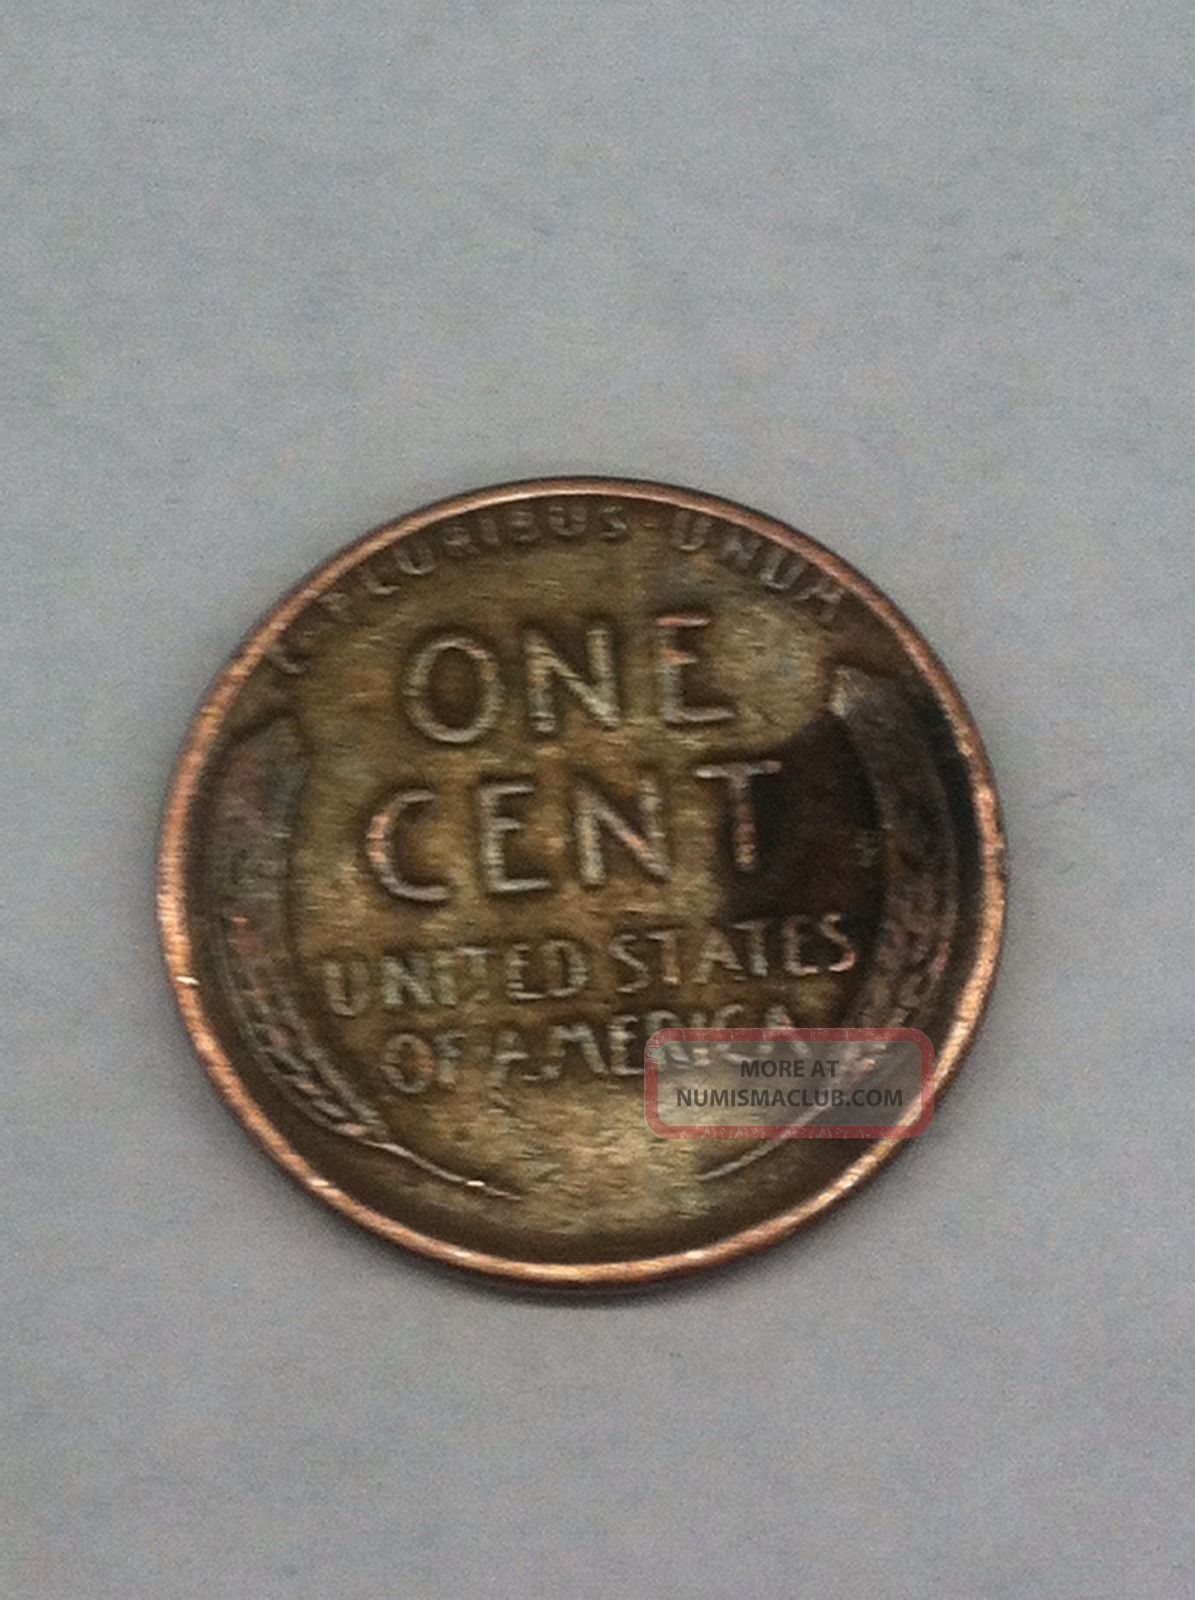 E PLURIBUS UNUM
ONE
CENT
UNITED STATES
OF AMERICA
MORE AT
NUMISMACLUB.COM